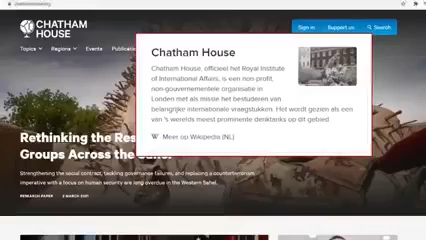 CHATHAM
HOUSE
Sign in
Support us
Search
Topics
Regions
Events
Chatham House
Chatham House, officieel het Royal Institute
of International Affairs, is een non-profit,
non-gouvernementele organisatie in
Londen met als missie het bestuderen van
belangrijke internationale vraagstukken. Het wordt gezien als een
van 's werelds meest prominente denktanks op dit gebied.
W Meer op Wikipedia (NL)
Rethinking the Res
Groups Across the
Strengthening the social contract, tackling governance failures, and replacing a counterterrorism
imperative with a focus on human security are long overdue in the Western Sahel.
RESEARCH PAPER
2 MARCH 2021